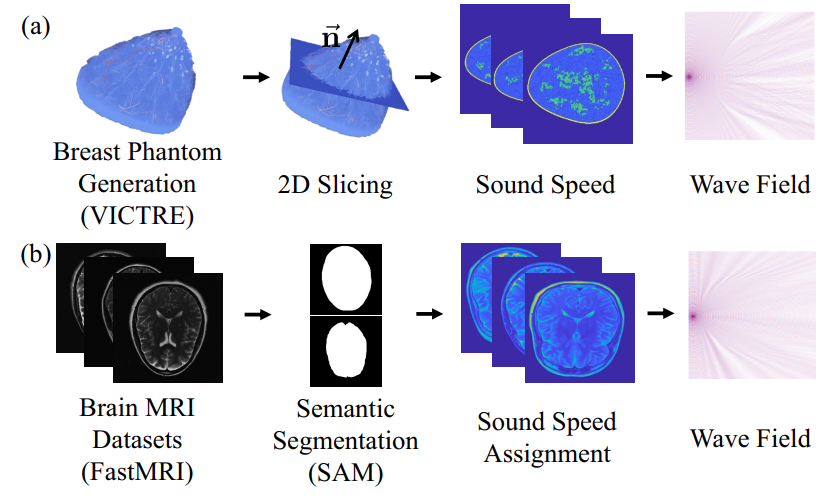 (a)
n
Breast Phantom
Generation
(VICTRE)
2D Slicing
Sound Speed
Wave Field
(b)
Brain MRI
Datasets
(FastMRI)
Semantic
Segmentation
(SAM)
Sound Speed
Assignment
Wave Field